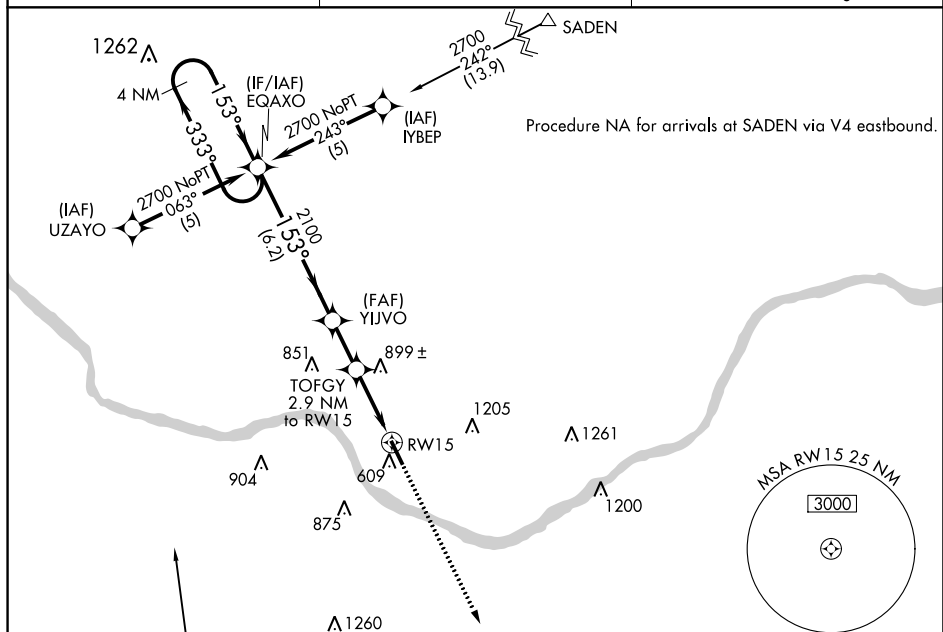 SADEN
2700
242°
(13.9)
1262
4 NM
153°
333°
(IF/IAF)
EQAXO
2700 NoPT
243°
(5)
(IAF)
IYBEP
Procedure NA for arrivals at SADEN via V4 eastbound.
2700 NoPT
063°
(5)
(IAF)
UZAYO
2100
153°
(6.2)
(FAF)
YIJVO
851
899 ±
TOFGY
2.9 NM
to RW15
1205
RW15
1261
904
609
875
1200
MSA RW15 25 NM
3000
1260